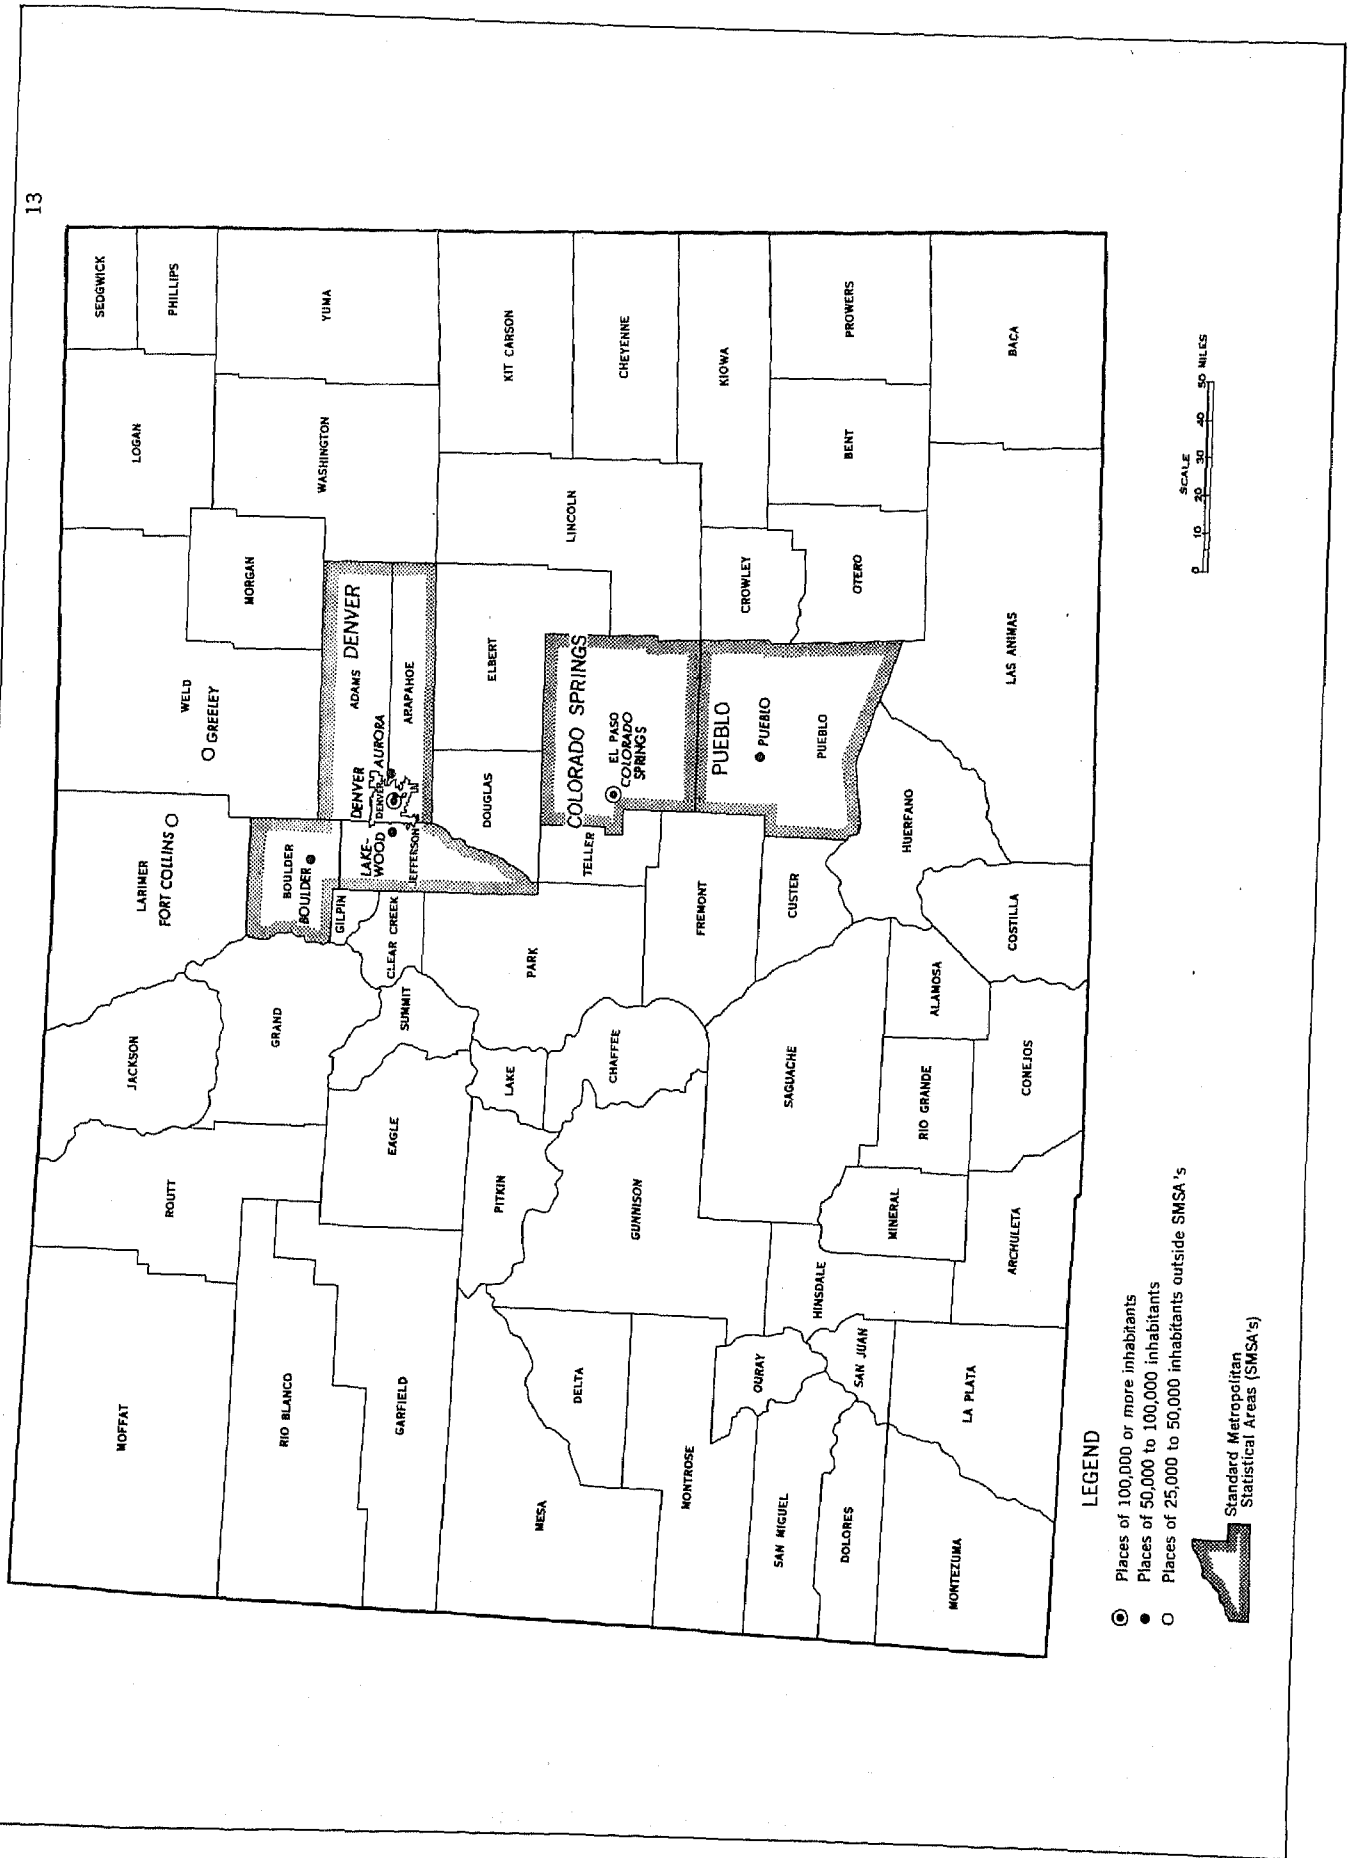 13
MOFFAT
ROUTT
JACKSON
LARIMER
FORT COLLINS
WELD
GREELEY
LOGAN
SEDGWICK
PHILLIPS
MORGAN
WASHINGTON
YUMA
RIO BLANCO
GRAND
BOULDER
BOULDER
GILPIN
GARFIELD
EAGLE
SUMMIT
CLEAR CREEK
LAKE-
WOOD
JEFFERSON
DENVER
DENVER
AURORA
ADAMS
DENVER
ARAPAHOE
MESA
DELTA
PITKIN
LAKE
PARK
DOUGLAS
ELBERT
LINCOLN
KIT CARSON
CHEYENNE
GUNNISON
CHAFFEE
TELLER
COLORADO SPRINGS
EL PASO
COLORADO
SPRINGS
MONTROSE
FREMONT
PUEBLO
PUEBLO
PUEBLO
CROWLEY
KIOWA
OURAY
SAN MIGUEL
HINSDALE
SAGUACHE
CUSTER
OTERO
BENT
PROWERS
DOLORES
SAN JUAN
MINERAL
RIO GRANDE
ALAMOSA
HUERFANO
MONTEZUMA
LA PLATA
ARCHULETA
CONEJOS
COSTILLA
LAS ANIMAS
BACA
LEGEND
Places of 100,000 or more inhabitants
Places of 50,000 to 100,000 inhabitants
Places of 25,000 to 50,000 inhabitants outside SMSA's
Standard Metropolitan
Statistical Areas (SMSA's)
SCALE
0 10 20 30 40 50 MILES